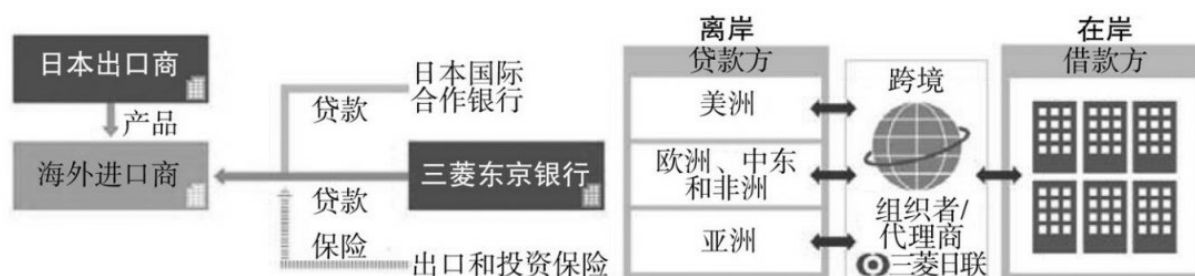 日本出口商
产品
海外进口商
贷款
日本国际
合作银行
三菱东京银行
贷款
保险
出口和投资保险
离岸
贷款方
美洲
欧洲、中东
和非洲
亚洲
跨境
组织者/
代理商
三菱日联
在岸
借款方